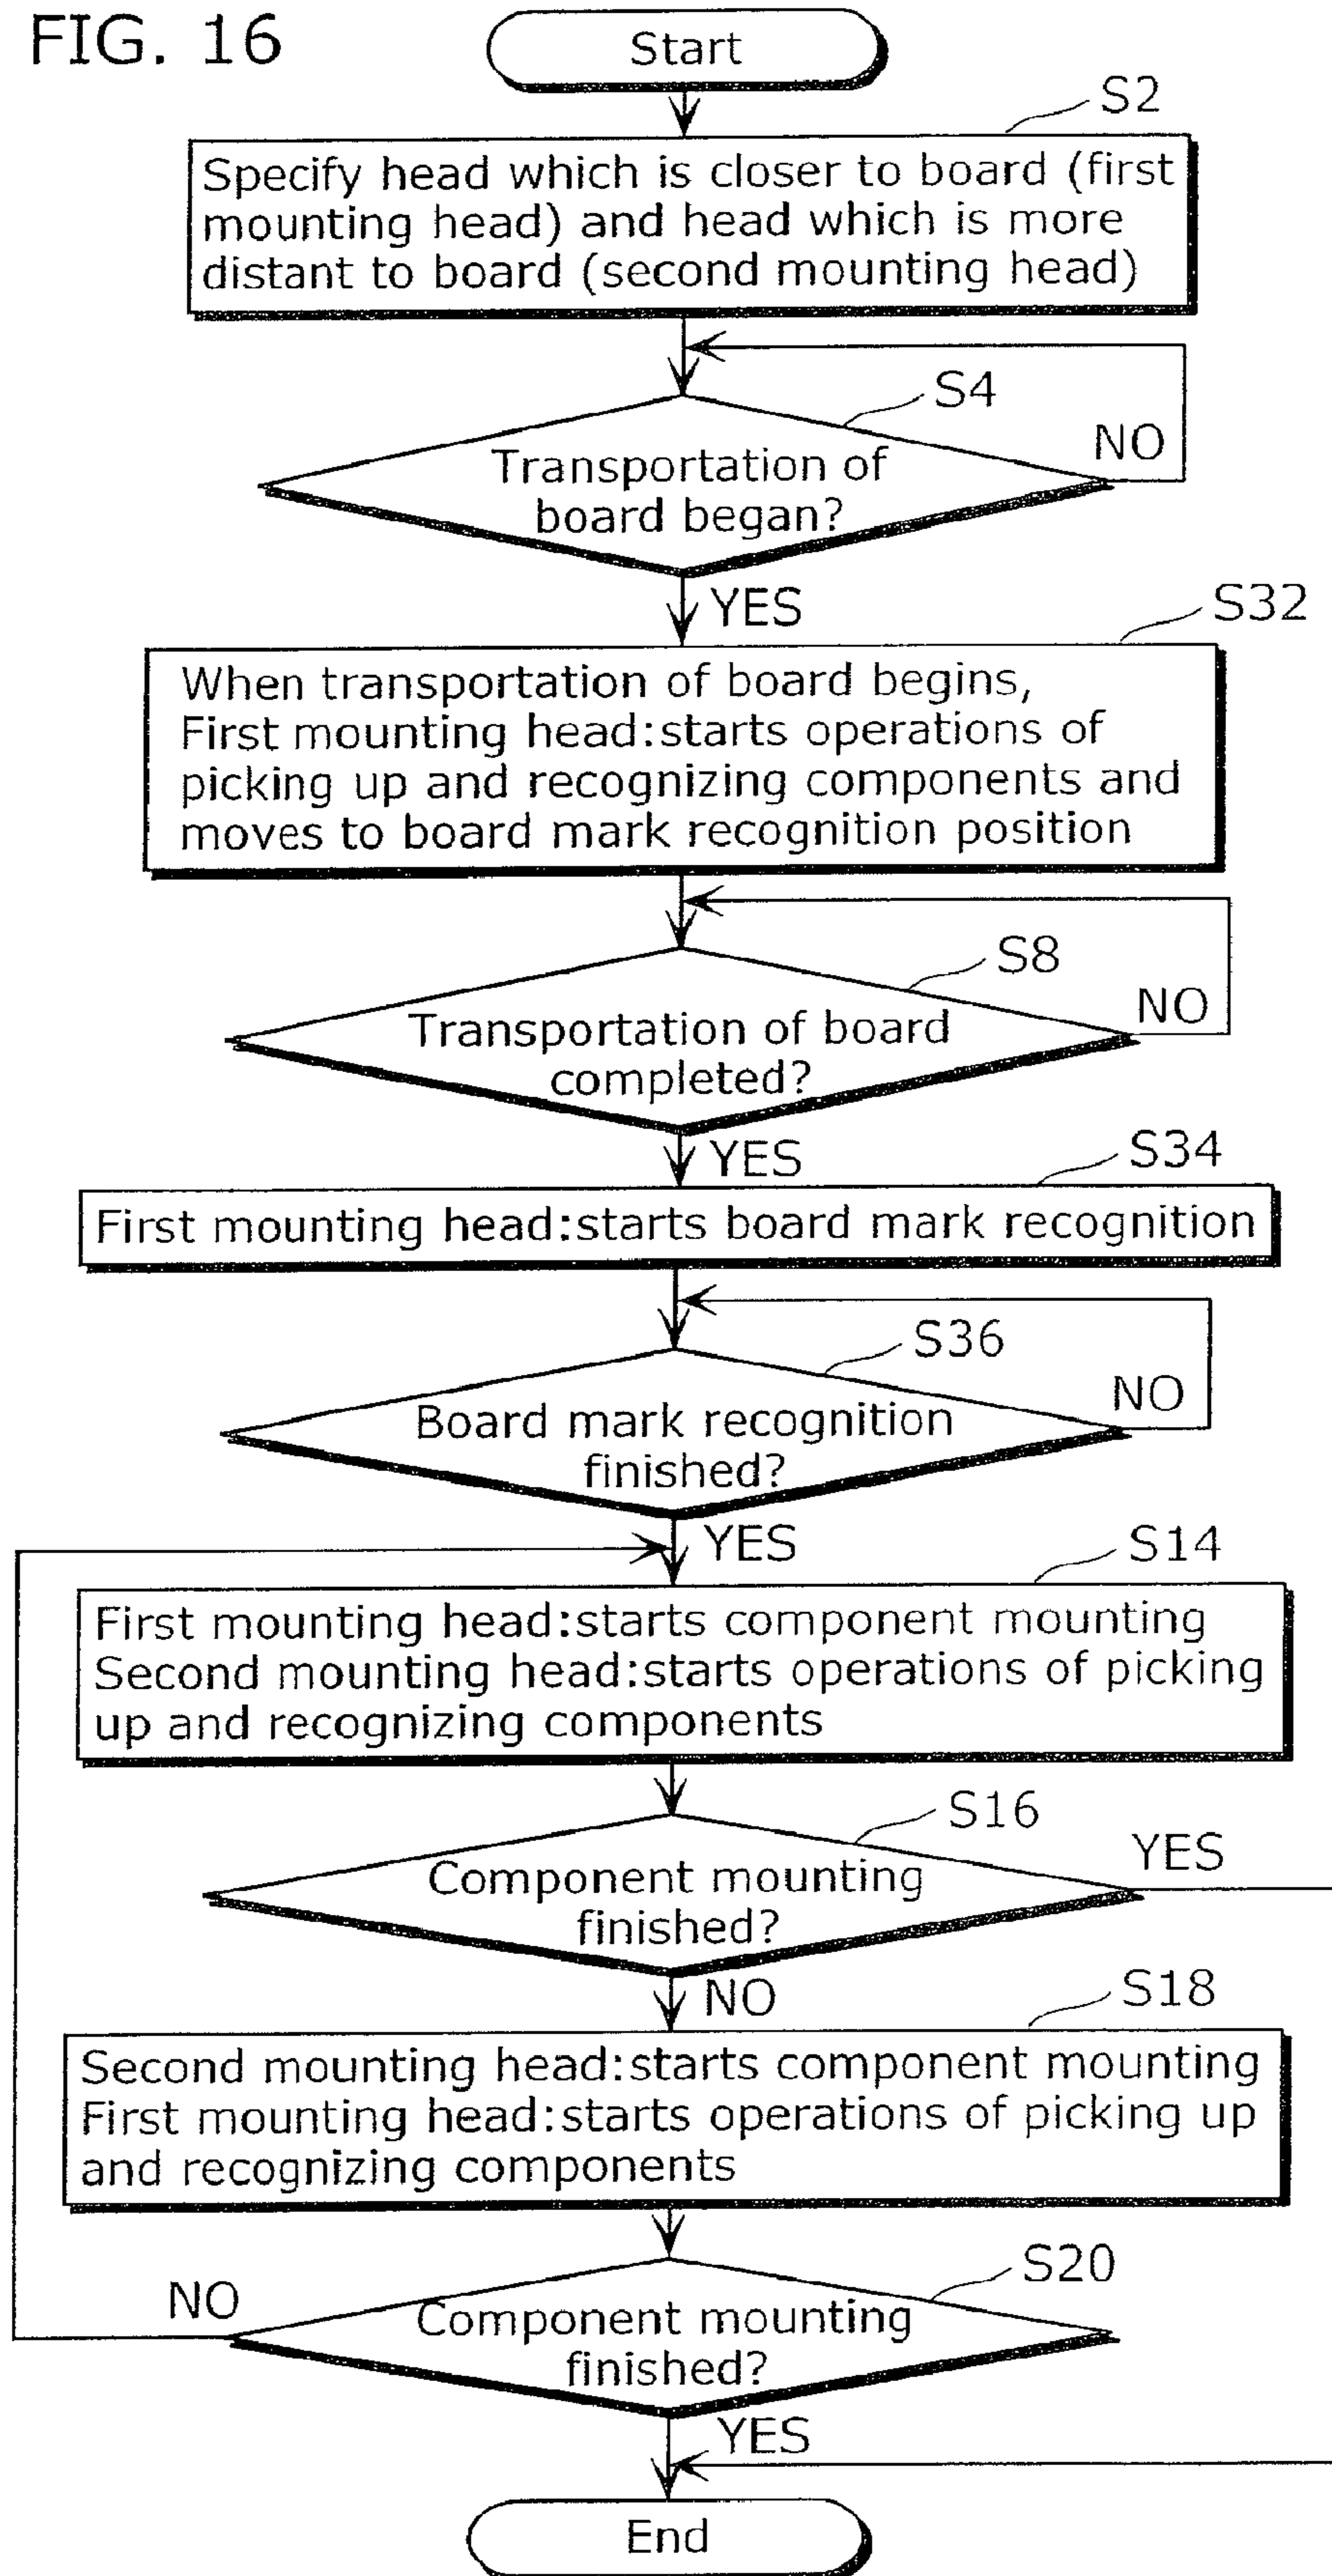 FIG. 16
Start
S2
Specify head which is closer to board (first
mounting head) and head which is more
distant to board (second mounting head)
S4
NO
Transportation of
board began?
YES
S32
When transportation of board begins,
First mounting head:starts operations of
picking up and recognizing components and
moves to board mark recognition position
S8
NO
Transportation of board
completed?
YES
S34
First mounting head:starts board mark recognition
S36
NO
Board mark recognition
finished?
YES
S14
First mounting head:starts component mounting
Second mounting head:starts operations of picking
up and recognizing components
S16
YES
Component mounting
finished?
NO
S18
Second mounting head:starts component mounting
First mounting head:starts operations of picking up
and recognizing components
S20
NO
Component mounting
finished?
YES
End